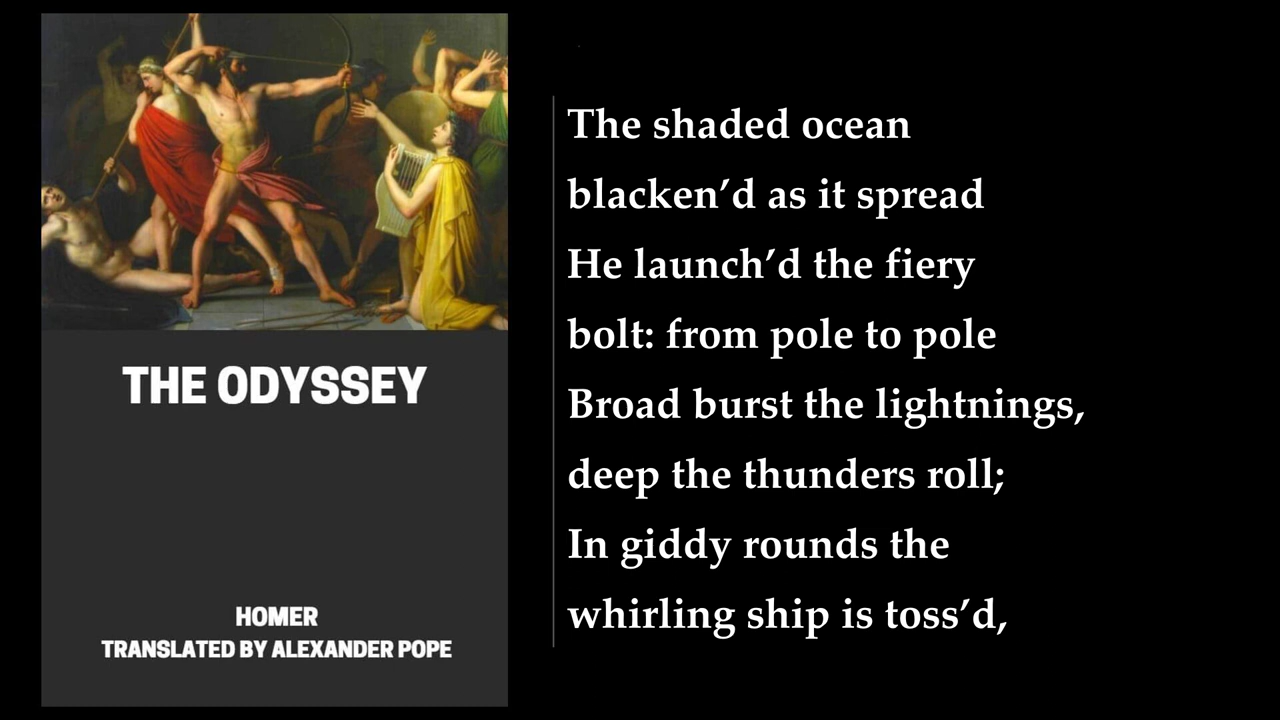 THE ODYSSEY
HOMER
TRANSLATED BY ALEXANDER POPE
The shaded ocean
blacken’d as it spread
He launch’d the fiery
bolt: from pole to pole
Broad burst the lightnings,
deep the thunders roll;
In giddy rounds the
whirling ship is toss’d,